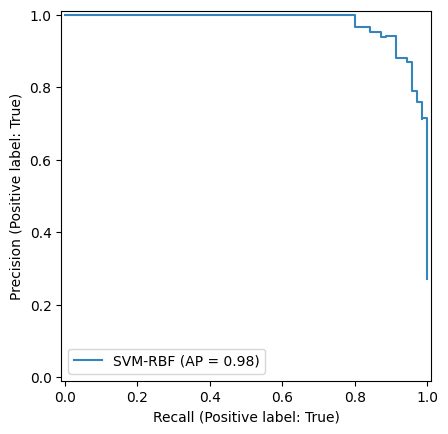 1.0
0.8
0.6
0.4
0.2
0.0
Precision (Positive label: True)
SVM-RBF (AP = 0.98)
0.0 0.2 0.4 0.6 0.8 1.0
Recall (Positive label: True)